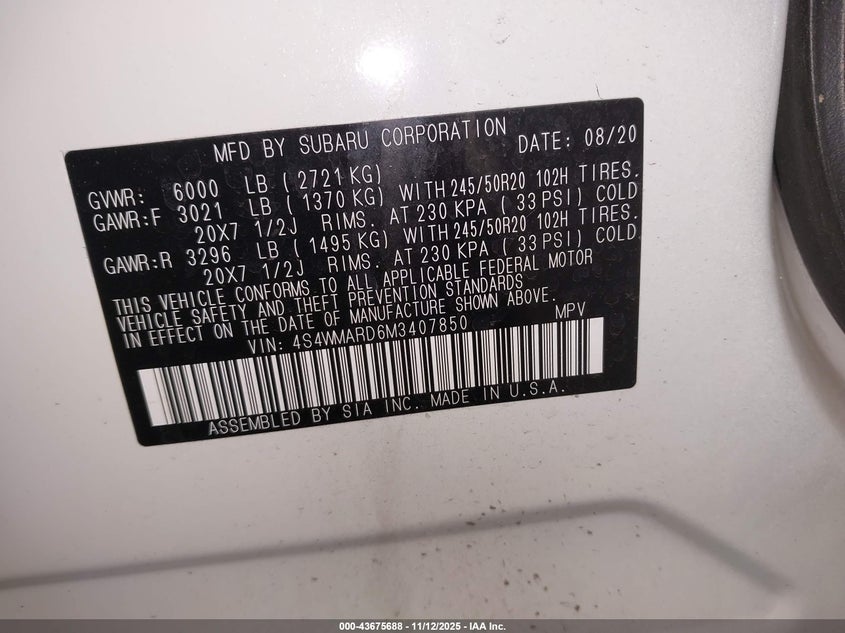 MFD BY SUBARU CORPORATION DATE: 08/20
GVWR: 6000 LB ( 2721 KG)
GAWR:F 3021 LB ( 1370 KG) WITH 245/50R20 102H TIRES.
20X7 1/2J RIMS. AT 230 KPA ( 33 PSI) COLD
GAWR:R 3296 LB ( 1495 KG) WITH 245/50R20 102H TIRES.
20X7 1/2J RIMS. AT 230 KPA ( 33 PSI) COLD
THIS VEHICLE CONFORMS TO ALL APPLICABLE FEDERAL MOTOR
VEHICLE SAFETY AND THEFT PREVENTION STANDARDS
IN EFFECT ON THE DATE OF MANUFACTURE SHOWN ABOVE.
VIN: 4S4WMARD6M3407850 MPV
ASSEMBLED BY SIA INC. MADE IN U.S.A.
000-43675688 - 11/12/2025 - IAA Inc.